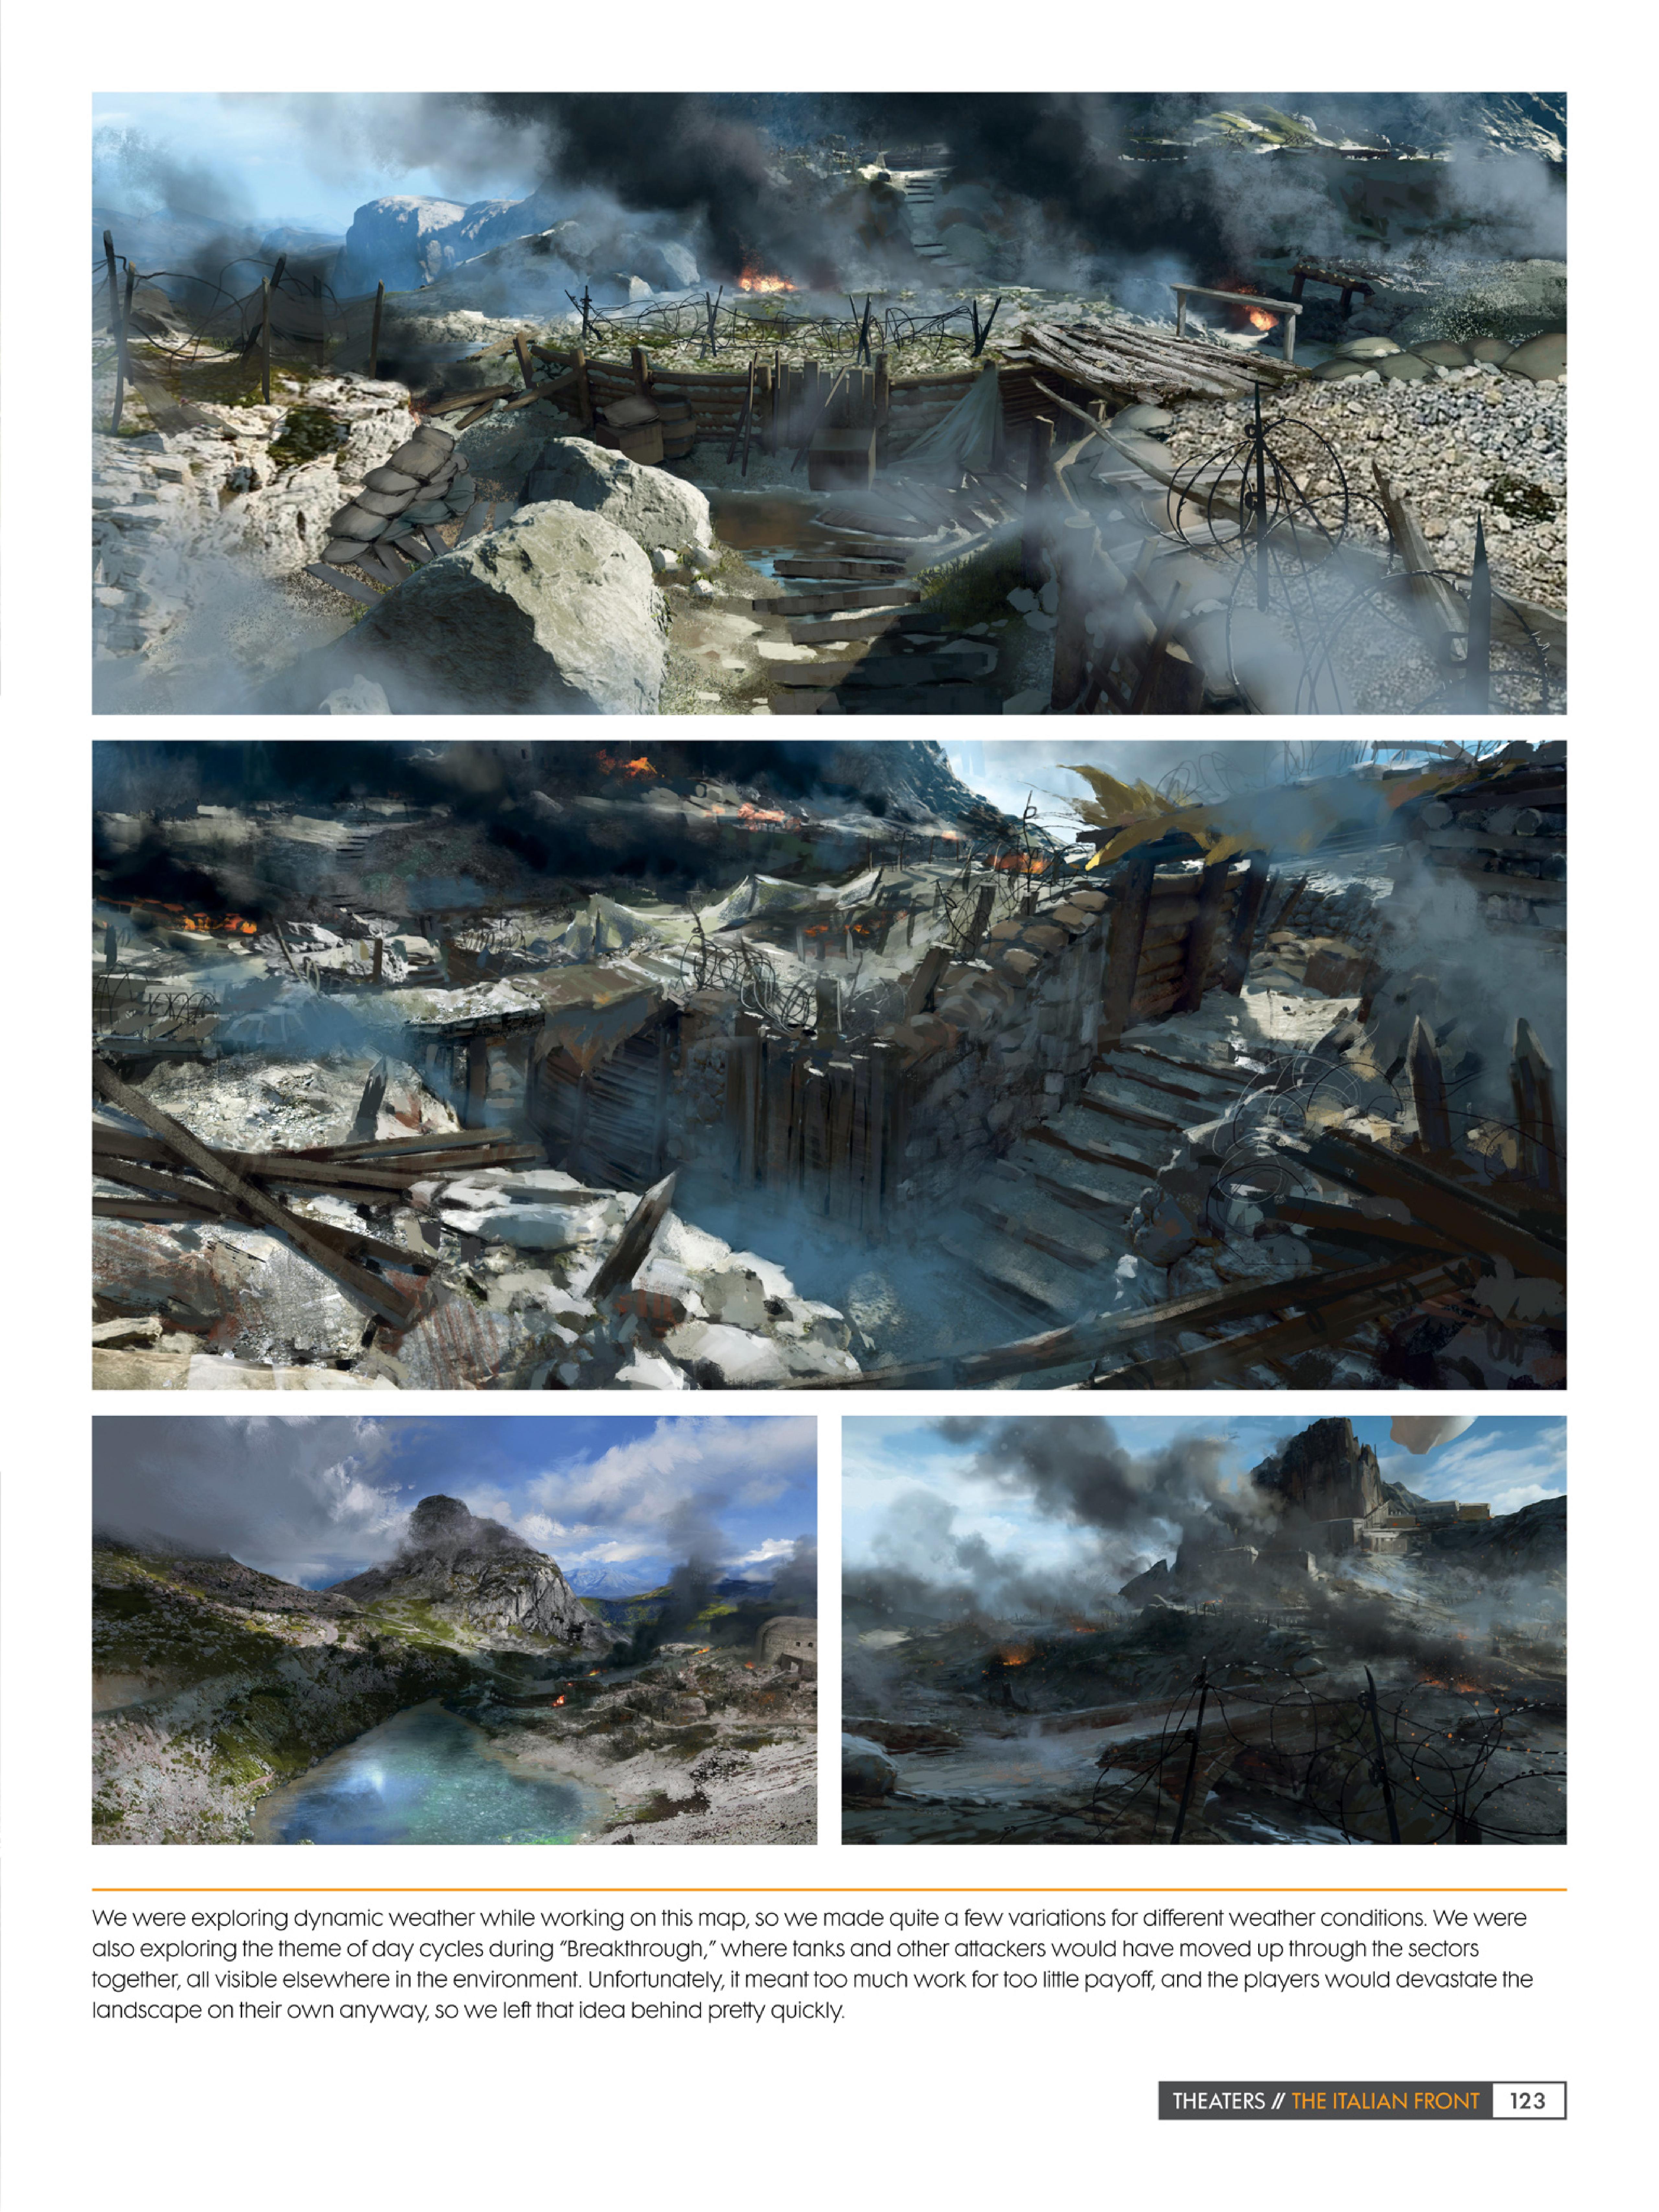 We were exploring dynamic weather while working on this map, so we made quite a few variations for different weather conditions. We were
also exploring the theme of day cycles during “Breakthrough,” where tanks and other attackers would have moved up through the sectors
together, all visible elsewhere in the environment. Unfortunately, it meant too much work for too little payoff, and the players would devastate the
landscape on their own anyway, so we left that idea behind pretty quickly.
THEATERS // THE ITALIAN FRONT 123